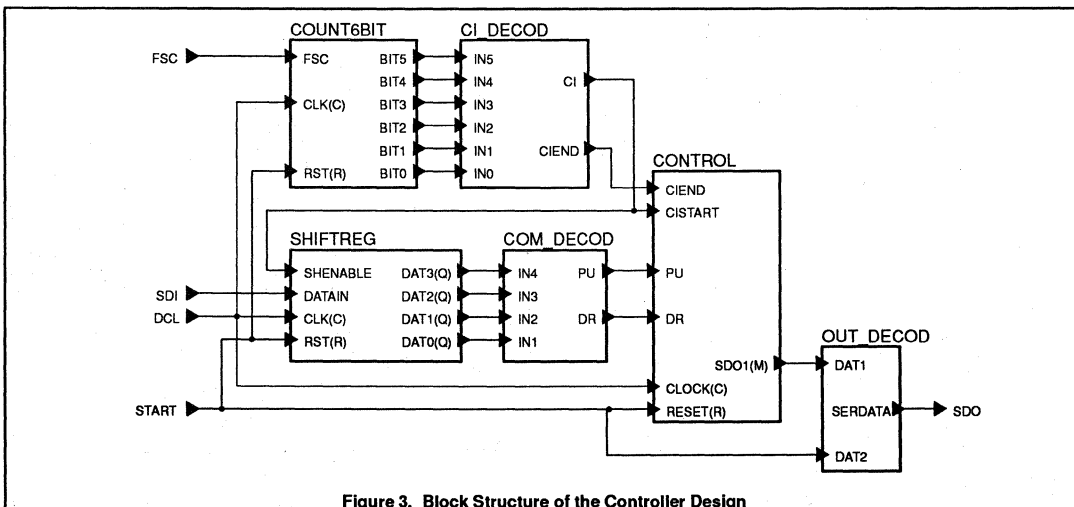 COUNT6BIT
FSC
FSC
CLK(C)
RST(R)
BIT5
BIT4
BIT3
BIT2
BIT1
BIT0
CI_DECOD
IN5
IN4
IN3
IN2
IN1
IN0
CI
CIEND
SHIFTREG
SDI
DCL
START
SHENABLE
DATAIN
CLK(C)
RST(R)
DAT3(Q)
DAT2(Q)
DAT1(Q)
DAT0(Q)
COM_DECOD
IN4
IN3
IN2
IN1
PU
DR
CONTROL
CIEND
CISTART
PU
DR
SDO1(M)
CLOCK(C)
RESET(R)
OUT_DECOD
DAT1
SERDATA
DAT2
SDO
Figure 3. Block Structure of the Controller Design